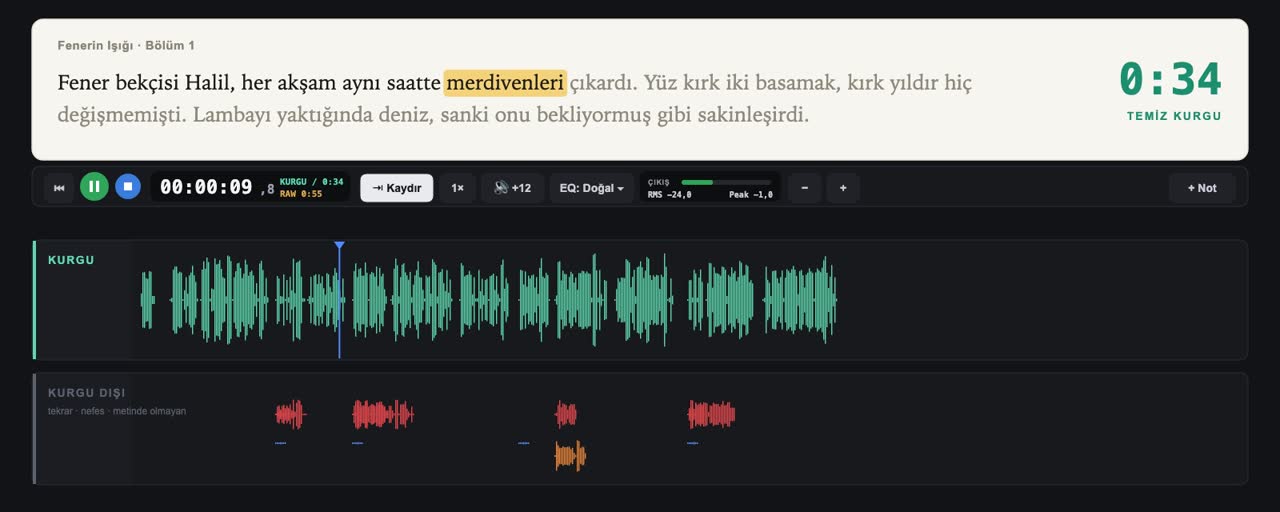 Fenerin Işığı · Bölüm 1
Fener bekçisi Halil, her akşam aynı saatte merdivenleri çıkardı. Yüz kırk iki basamak, kırk yıldır hiç
değişmemişti. Lambayı yaktığında deniz, sanki onu bekliyormuş gibi sakinleşirdi.
0:34
TEMİZ KURGU
00:00:09 ,8
KURGU / 0:34
RAW 0:55
⇥ Kaydır
1×
+12
EQ: Doğal
ÇIKIŞ
RMS −24,0 Peak −1,0
−
+
+ Not
KURGU
KURGU DIŞI
tekrar · nefes · metinde olmayan